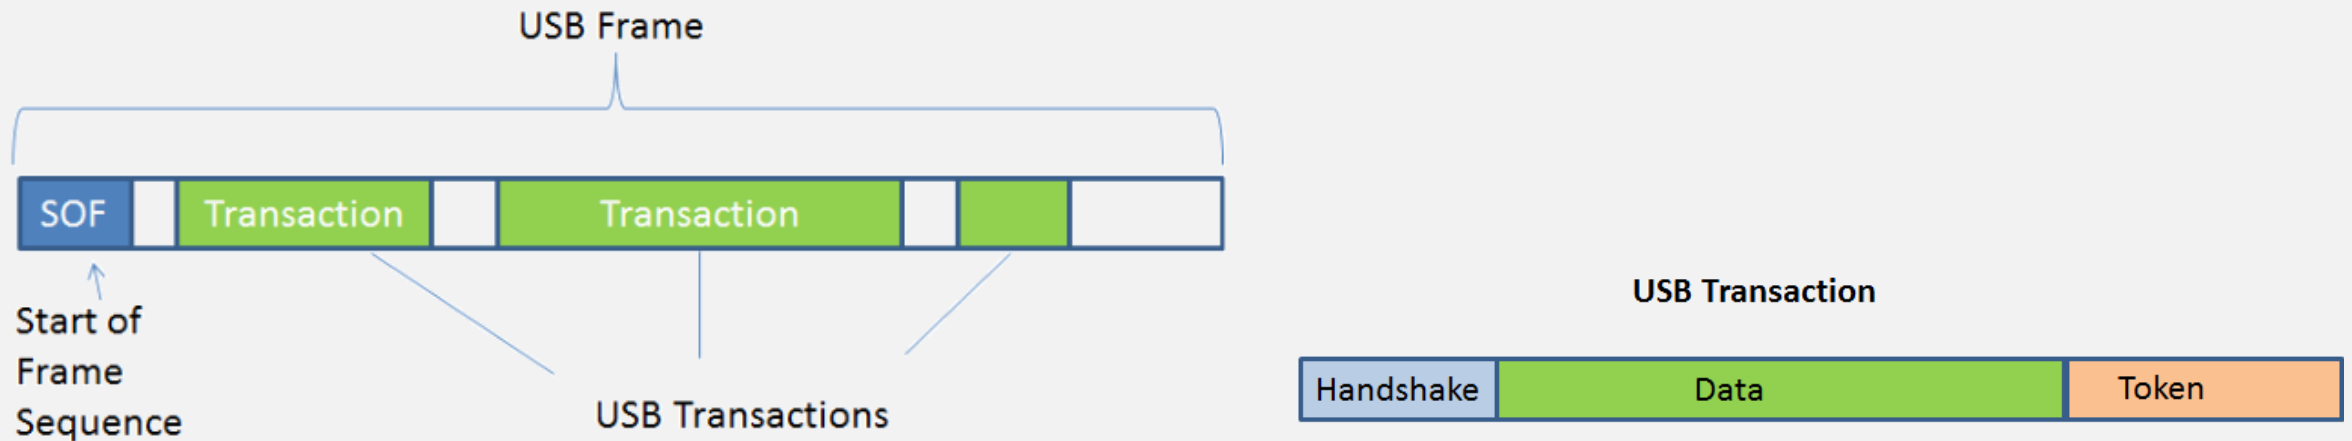 USB Frame
SOF
Transaction
Transaction
Start of
Frame
Sequence
USB Transactions
USB Transaction
Handshake
Data
Token